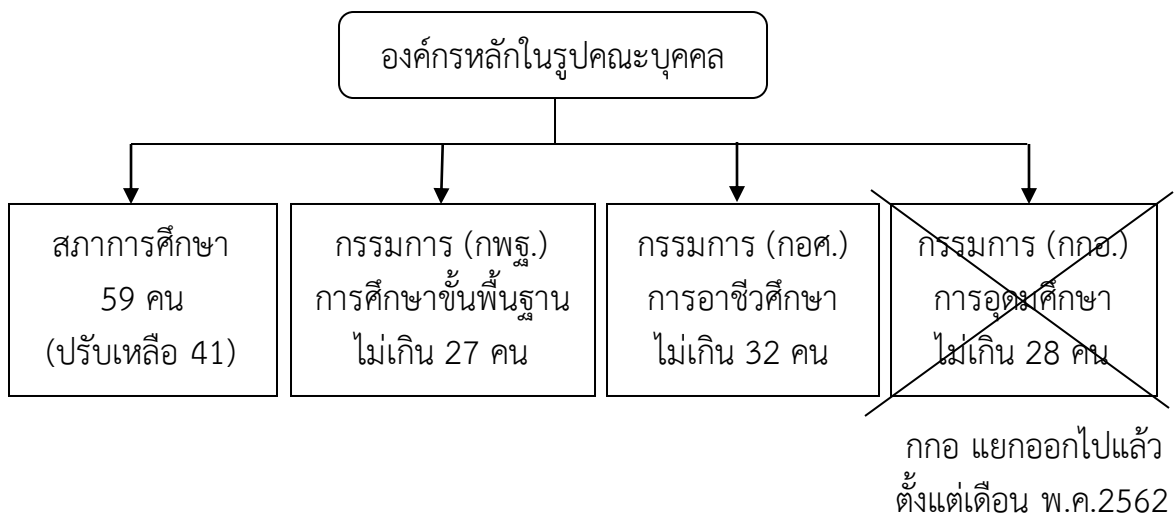 องค์กรหลักในรูปคณะบุคคล
สภาการศึกษา
59 คน
(ปรับเหลือ 41)
กรรมการ (กพฐ.)
การศึกษาขั้นพื้นฐาน
ไม่เกิน 27 คน
กรรมการ (กอศ.)
การอาชีวศึกษา
ไม่เกิน 32 คน
กรรมการ (กกอ.)
การอุดมศึกษา
ไม่เกิน 28 คน
กกอ แยกออกไปแล้ว
ตั้งแต่เดือน พ.ค.2562